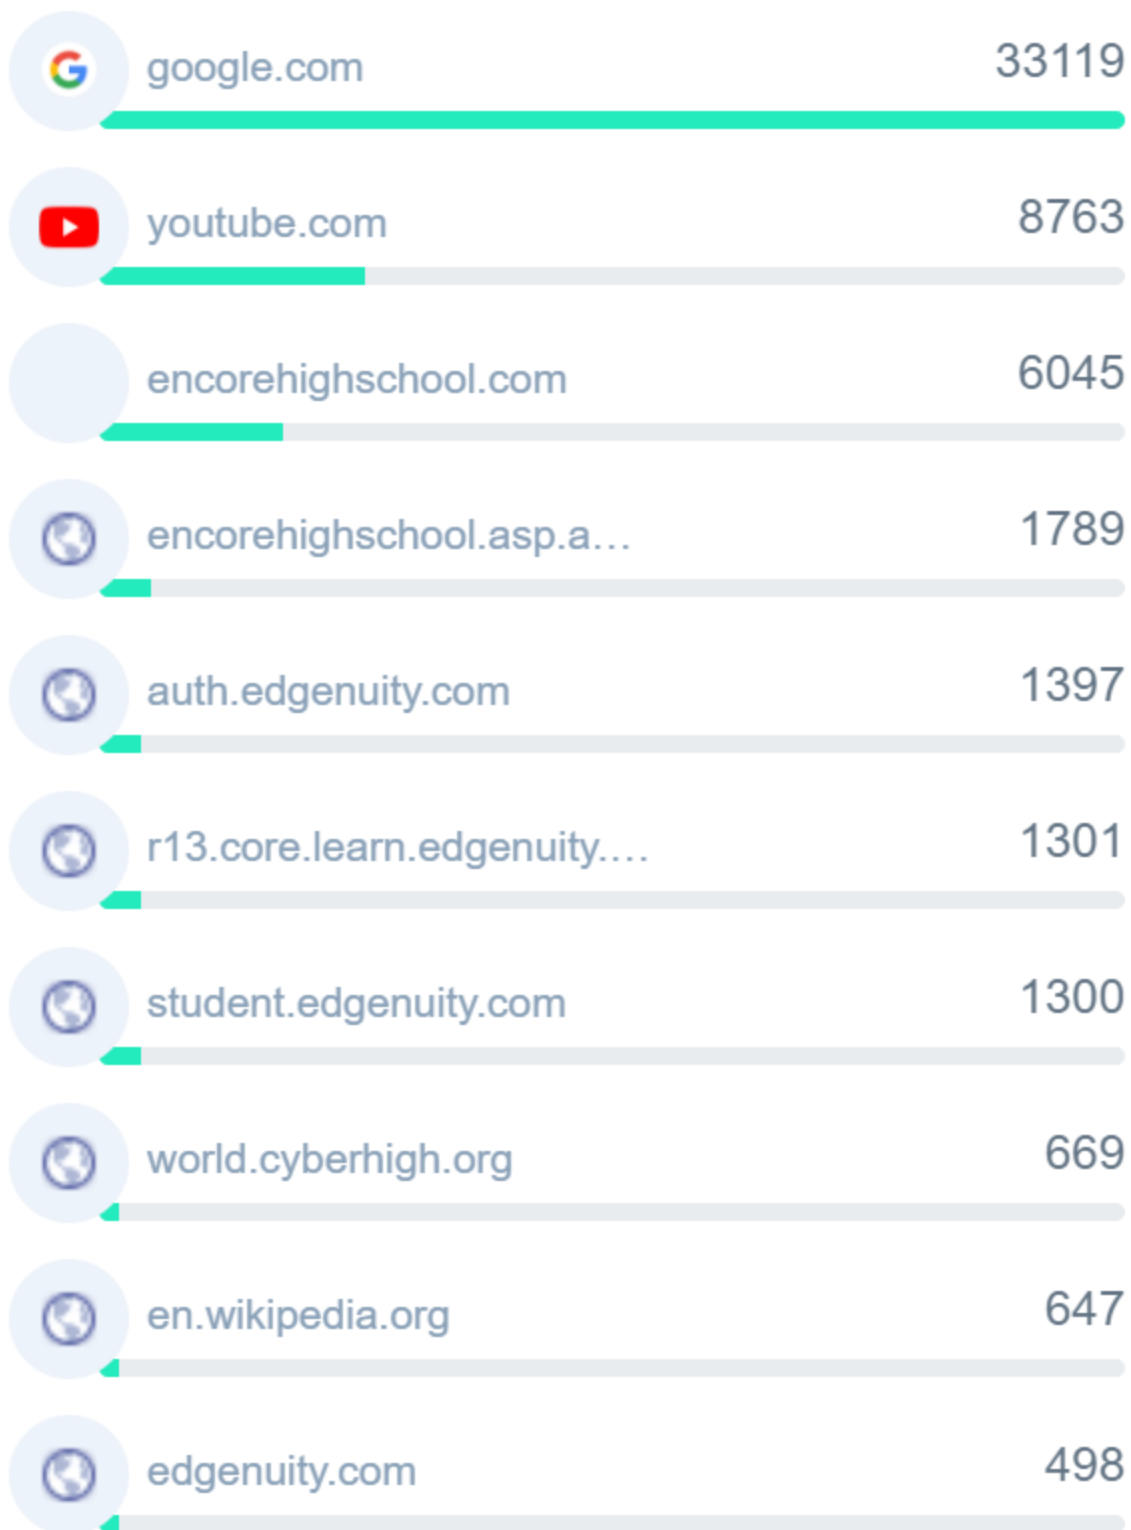 google.com 33119
youtube.com 8763
encorehighschool.com 6045
encorehighschool.asp.a... 1789
auth.edgenuity.com 1397
r13.core.learn.edgenuity.... 1301
student.edgenuity.com 1300
world.cyberhigh.org 669
en.wikipedia.org 647
edgenuity.com 498